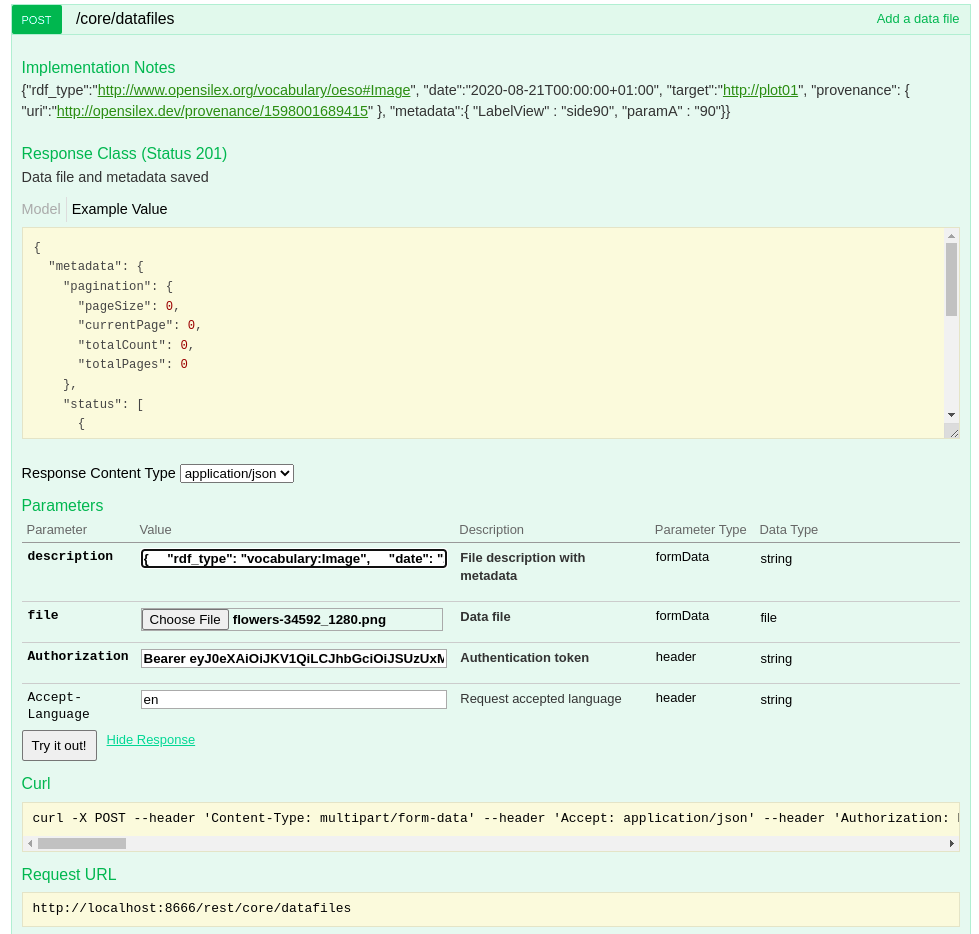 POST /core/datafiles Add a data file
Implementation Notes
{"rdf_type":"http://www.opensilex.org/vocabulary/oeso#Image", "date":"2020-08-21T00:00:00+01:00", "target":"http://plot01", "provenance": {
"uri":"http://opensilex.dev/provenance/1598001689415" }, "metadata":{ "LabelView" : "side90", "paramA" : "90"}}
Response Class (Status 201)
Data file and metadata saved
Model Example Value
{
"metadata": {
"pagination": {
"pageSize": 0,
"currentPage": 0,
"totalCount": 0,
"totalPages": 0
},
"status": [
{
Response Content Type application/json
Parameters
Parameter Value Description Parameter Type Data Type
description { "rdf_type": "vocabulary:Image", "date": " File description with formData string
metadata
file Choose File flowers-34592_1280.png Data file formData file
Authorization Bearer eyJ0eXAiOiJKV1QiLCJhbGciOiJSUzUxM Authentication token header string
Accept- en Request accepted language header string
Language
Try it out! Hide Response
Curl
curl -X POST --header 'Content-Type: multipart/form-data' --header 'Accept: application/json' --header 'Authorization:
Request URL
http://localhost:8666/rest/core/datafiles